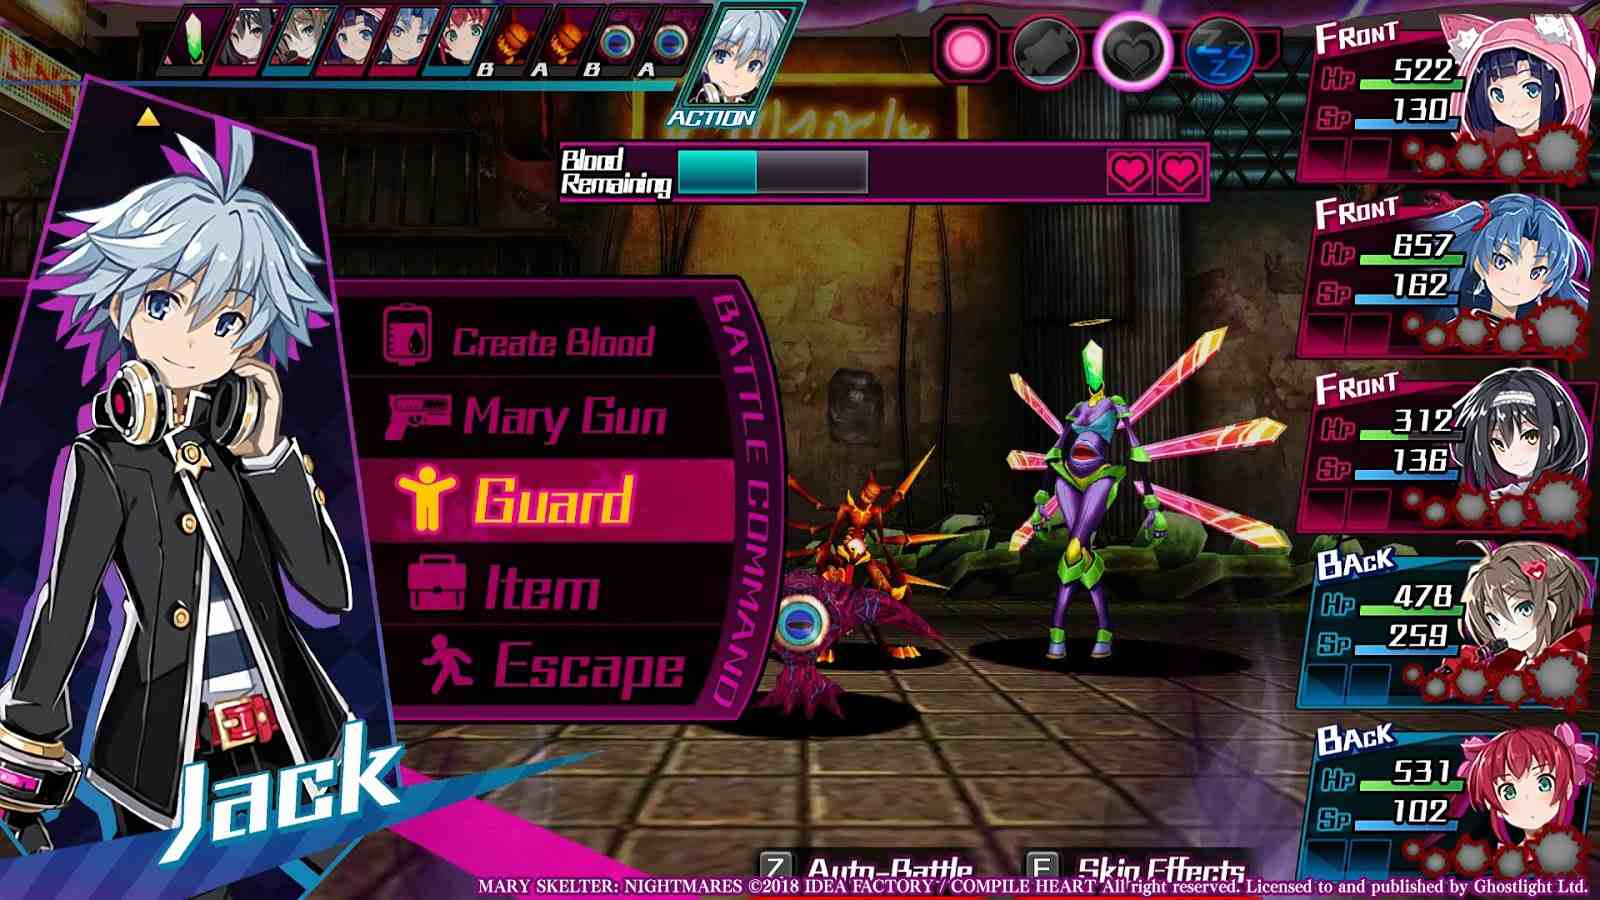 B A B A
ACTION
Blood
Remaining
Create Blood
Mary Gun
Guard
Item
Escape
BATTLE COMMAND
Jack
FRONT
Hp 522
Sp 130
FRONT
Hp 657
Sp 162
FRONT
Hp 312
Sp 136
BACK
Hp 478
Sp 259
BACK
Hp 531
Sp 102
Z Z Z
Z Auto-Battle
Skip Effects
MARY SKELTER: NIGHTMARES ©2018 IDEA FACTORY / COMPILE HEART All right reserved. Licensed to and published by Ghostlight Ltd.